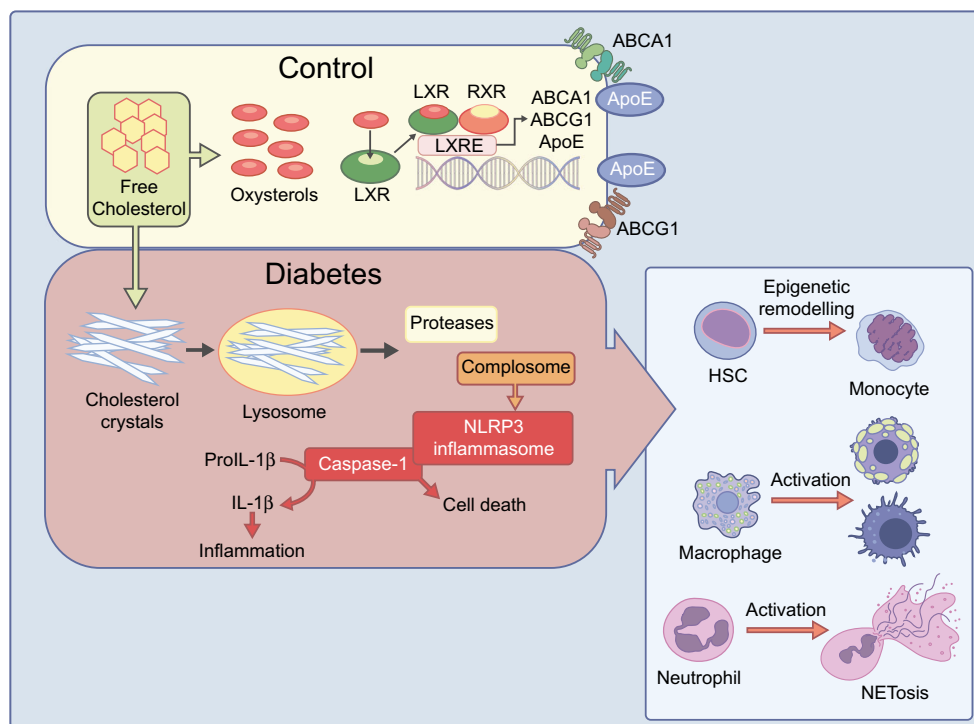 Control
ABCA1
ApoE
LXR
RXR
ABCA1
ABCG1
ApoE
LXRE
LXR
Oxysterols
Free
Cholesterol
ApoE
ABCG1
Diabetes
Cholesterol
crystals
Lysosome
Proteases
Complosome
NLRP3
inflammasome
ProIL-1β
Caspase-1
IL-1β
Cell death
Inflammation
Epigenetic
remodelling
HSC
Monocyte
Activation
Macrophage
Activation
Neutrophil
NETosis